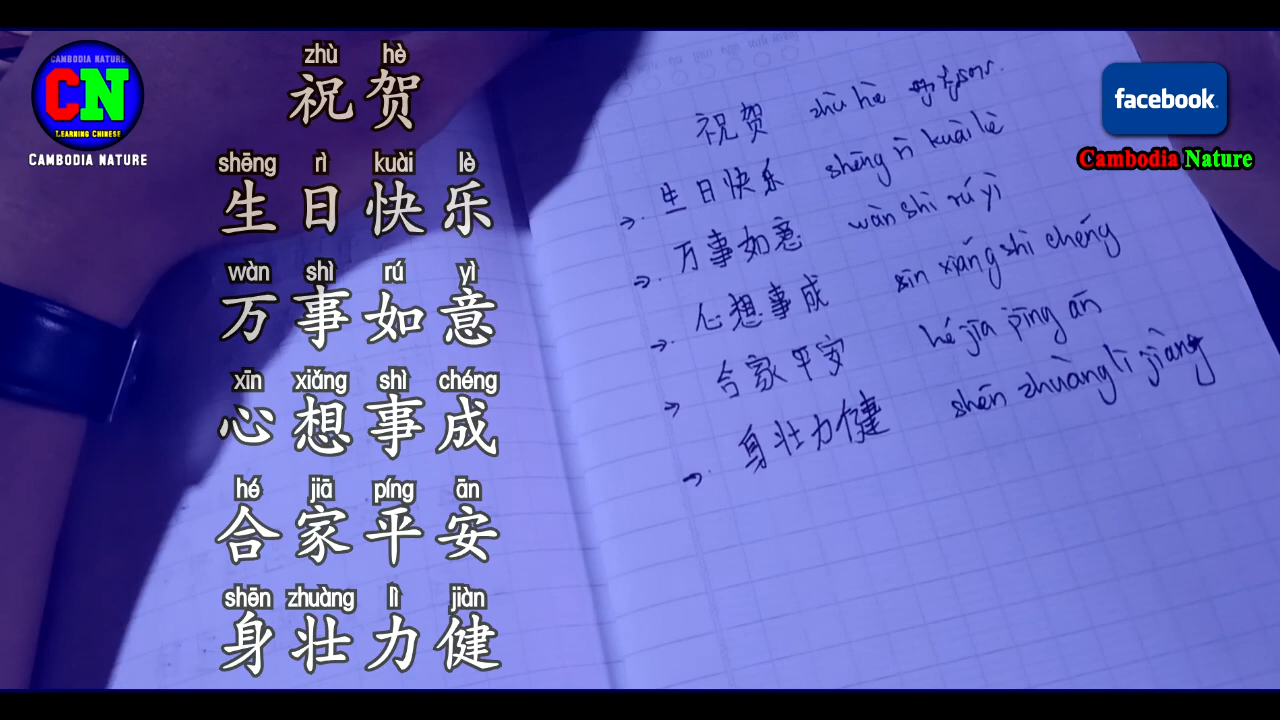 CAMBODIA NATURE
CN
Learning Chinese
Cambodia nature
zhù hè
祝贺
shēng rì kuài lè
生日快乐
wàn shì rú yì
万事如意
xīn xiǎng shì chéng
心想事成
hé jiā píng ān
合家平安
shēn zhuàng lì jiàn
身壮力健
祝贺 zhù hè
生日快乐 shēng rì kuài lè
万事如意 wàn shì rú yì
心想事成 xīn xiǎng shì chéng
合家平安 hé jiā pīng ān
身壮力健 shēn zhuàng lì jiàng
facebook
Cambodia Nature